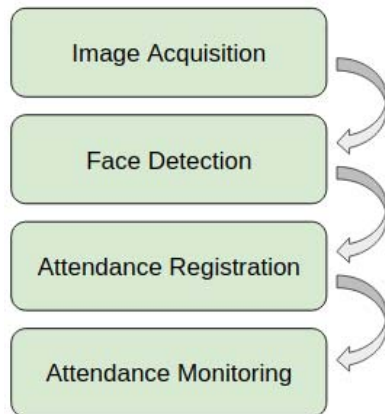 Image Acquisition
Face Detection
Attendance Registration
Attendance Monitoring